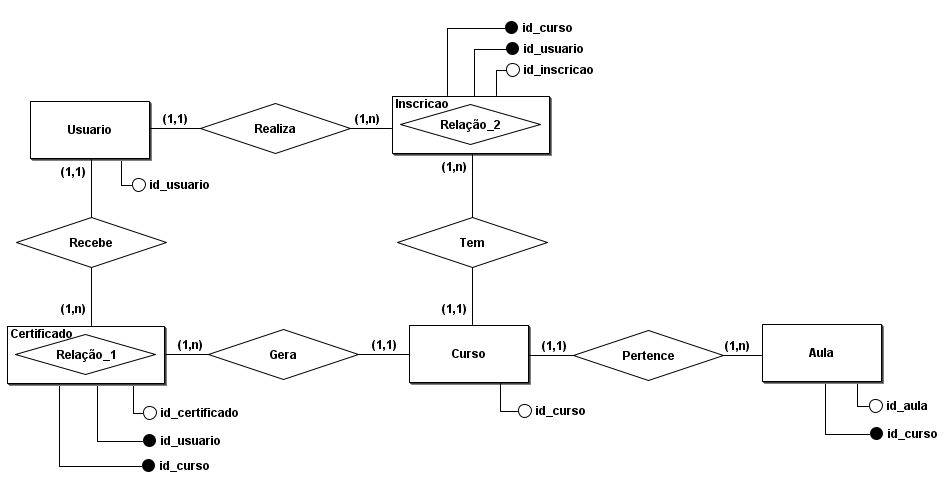 id_curso
id_usuario
id_inscricao
Inscricao
Usuario
(1,1)
Realiza
(1,n)
Relação_2
(1,1)
id_usuario
(1,n)
Recebe
Tem
(1,n)
(1,1)
Certificado
Relação_1
(1,n)
Gera
(1,1)
Curso
(1,1)
Pertence
(1,n)
Aula
id_certificado
id_curso
id_aula
id_usuario
id_curso
id_curso